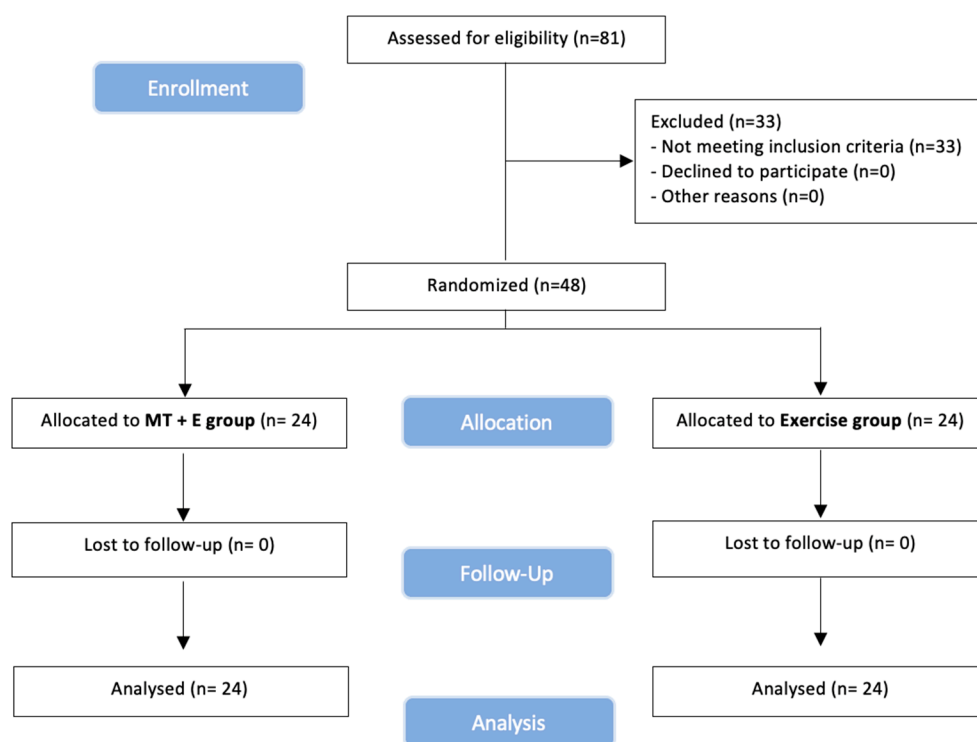 Assessed for eligibility (n=81)
Enrollment
Excluded (n=33)
- Not meeting inclusion criteria (n=33)
- Declined to participate (n=0)
- Other reasons (n=0)
Randomized (n=48)
Allocated to MT + E group (n= 24)
Allocation
Allocated to Exercise group (n= 24)
Lost to follow-up (n= 0)
Follow-Up
Lost to follow-up (n= 0)
Analysed (n= 24)
Analysis
Analysed (n= 24)